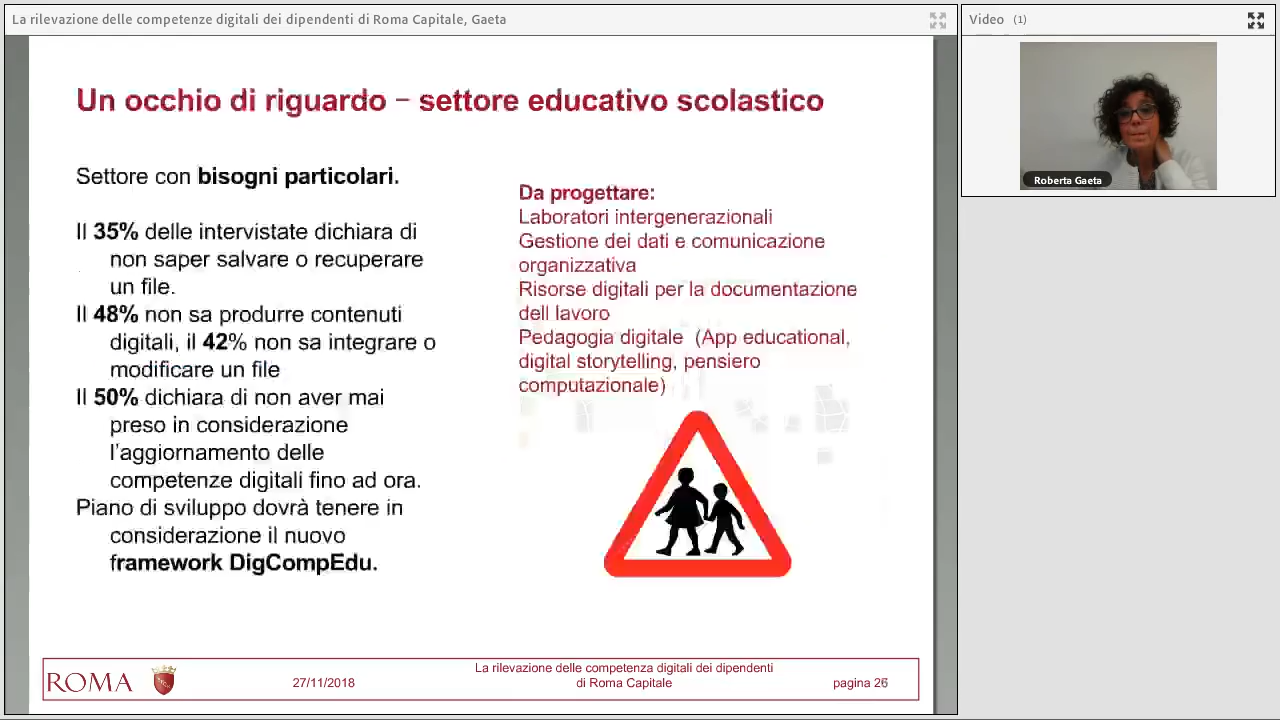 La rilevazione delle competenze digitali dei dipendenti di Roma Capitale, Gaeta
Video (1)
Roberta Gaeta
Un occhio di riguardo – settore educativo scolastico
Settore con bisogni particolari.
Il 35% delle intervistate dichiara di
non saper salvare o recuperare
un file.
Il 48% non sa produrre contenuti
digitali, il 42% non sa integrare o
modificare un file
Il 50% dichiara di non aver mai
preso in considerazione
l'aggiornamento delle
competenze digitali fino ad ora.
Piano di sviluppo dovrà tenere in
considerazione il nuovo
framework DigCompEdu.
Da progettare:
Laboratori intergenerazionali
Gestione dei dati e comunicazione
organizzativa
Risorse digitali per la documentazione
dell lavoro
Pedagogia digitale (App educational,
digital storytelling, pensiero
computazionale)
ROMA
27/11/2018
La rilevazione delle competenza digitali dei dipendenti
di Roma Capitale
pagina 26